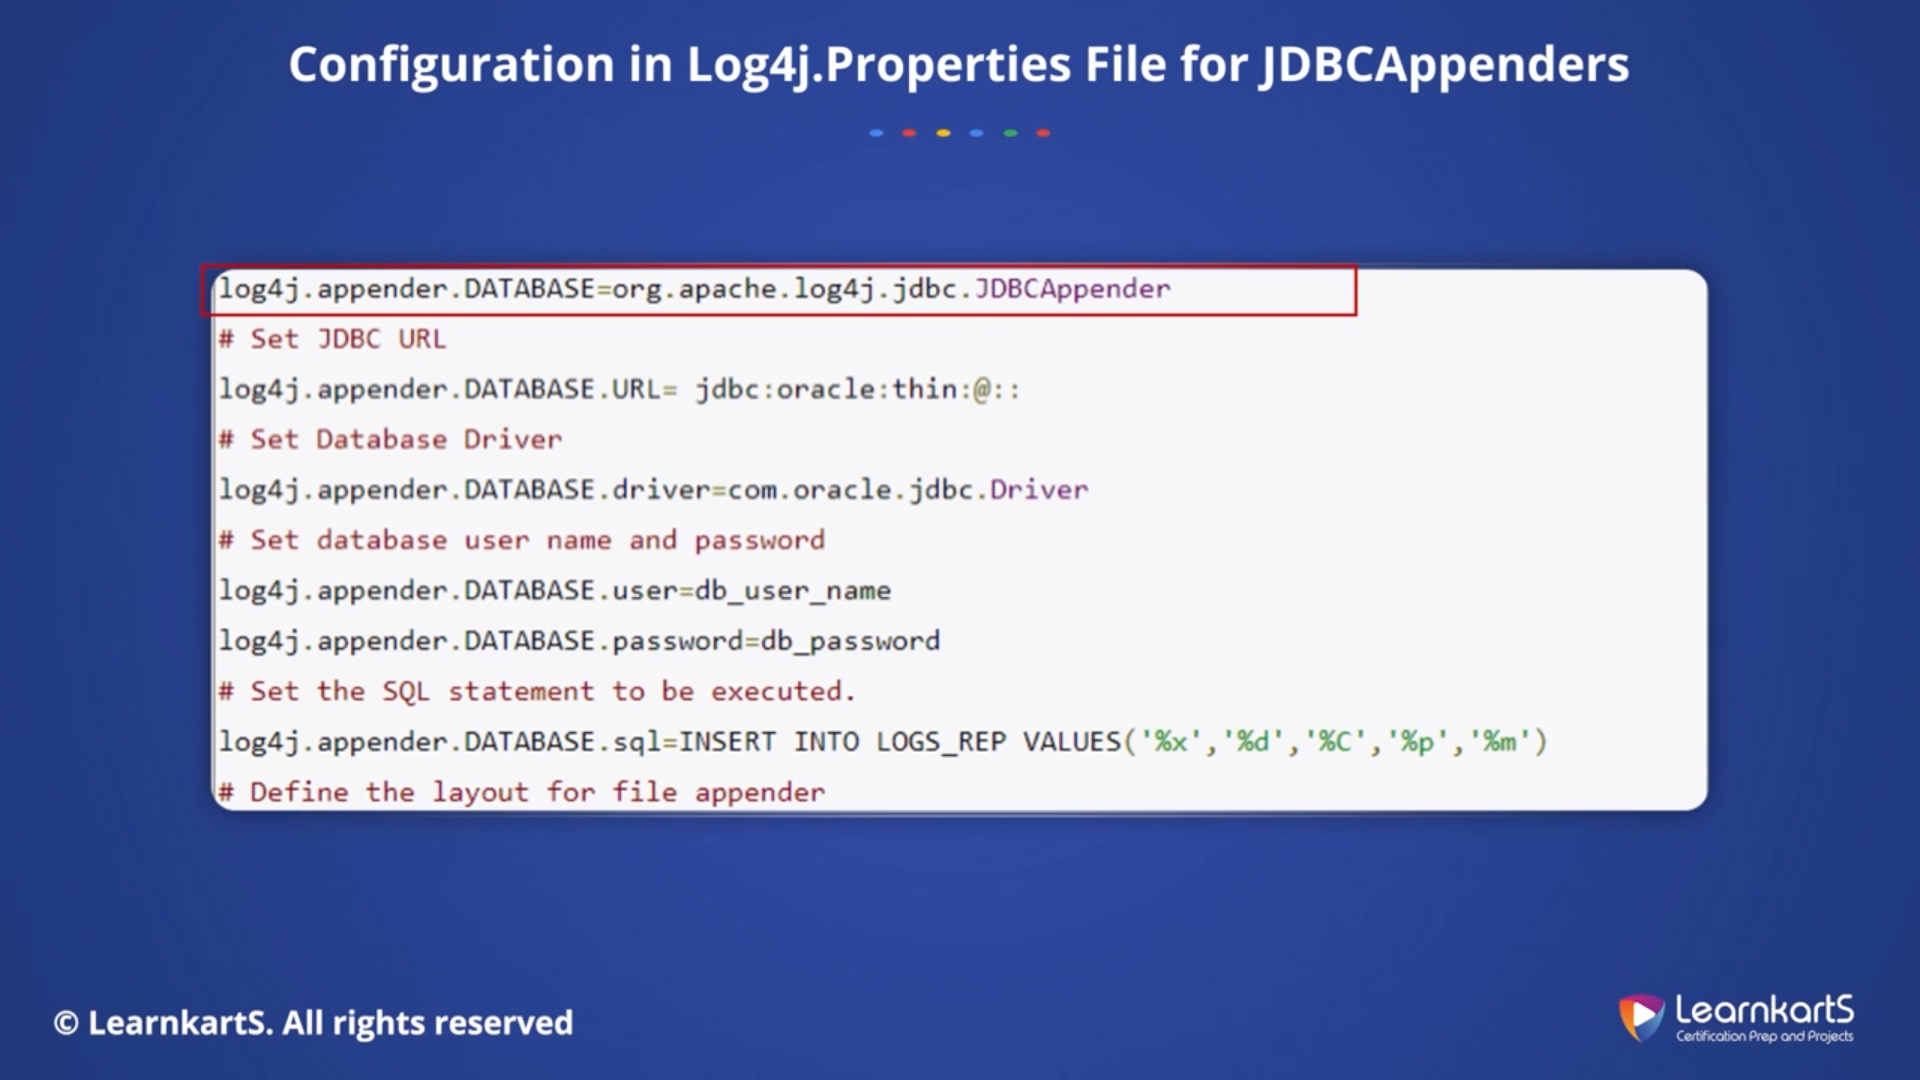 Configuration in Log4j.Properties File for JDBCAppenders
log4j.appender.DATABASE=org.apache.log4j.jdbc.JDBCAppender
# Set JDBC URL
log4j.appender.DATABASE.URL= jdbc:oracle:thin:@::
# Set Database Driver
log4j.appender.DATABASE.driver=com.oracle.jdbc.Driver
# Set database user name and password
log4j.appender.DATABASE.user=db_user_name
log4j.appender.DATABASE.password=db_password
# Set the SQL statement to be executed.
log4j.appender.DATABASE.sql=INSERT INTO LOGS_REP VALUES('%x','%d','%C','%p','%m')
# Define the layout for file appender
© LearnkartS. All rights reserved
LearnkartS
Certification Prep and Projects